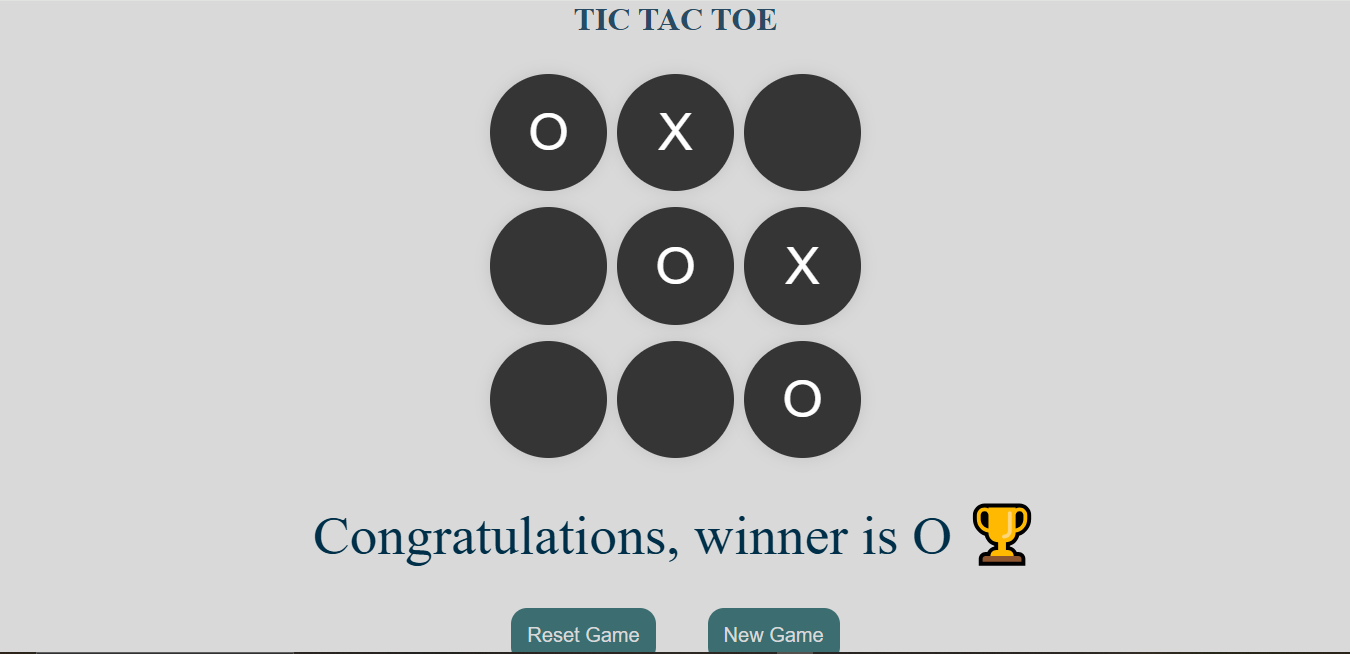 TIC TAC TOE
O X
O X
O
Congratulations, winner is O 🏆
Reset Game New Game